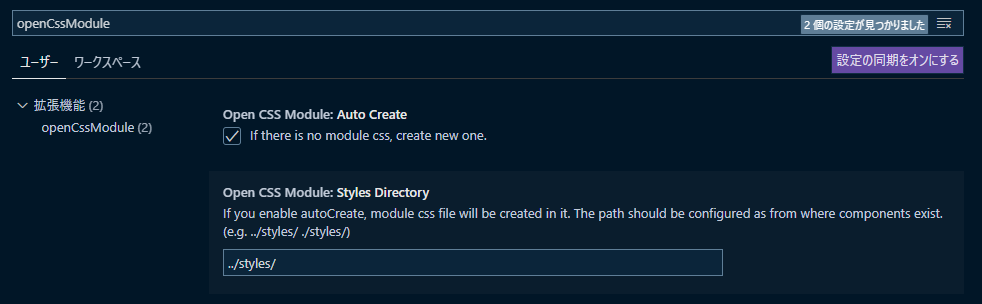 openCssModule
2 個の設定が見つかりました
ユーザー ワークスペース
設定の同期をオンにする
拡張機能 (2)
openCssModule (2)
Open CSS Module: Auto Create
If there is no module css, create new one.
Open CSS Module: Styles Directory
If you enable autoCreate, module css file will be created in it. The path should be configured as from where components exist.
(e.g. ../styles/ ./styles/)
../styles/